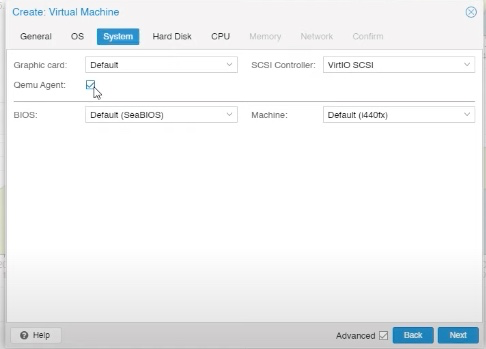 Create: Virtual Machine
General OS System Hard Disk CPU Memory Network Confirm
Graphic card: Default SCSI Controller: VirtIO SCSI
Qemu Agent:
BIOS: Default (SeaBIOS) Machine: Default (i440fx)
Help Advanced Back Next